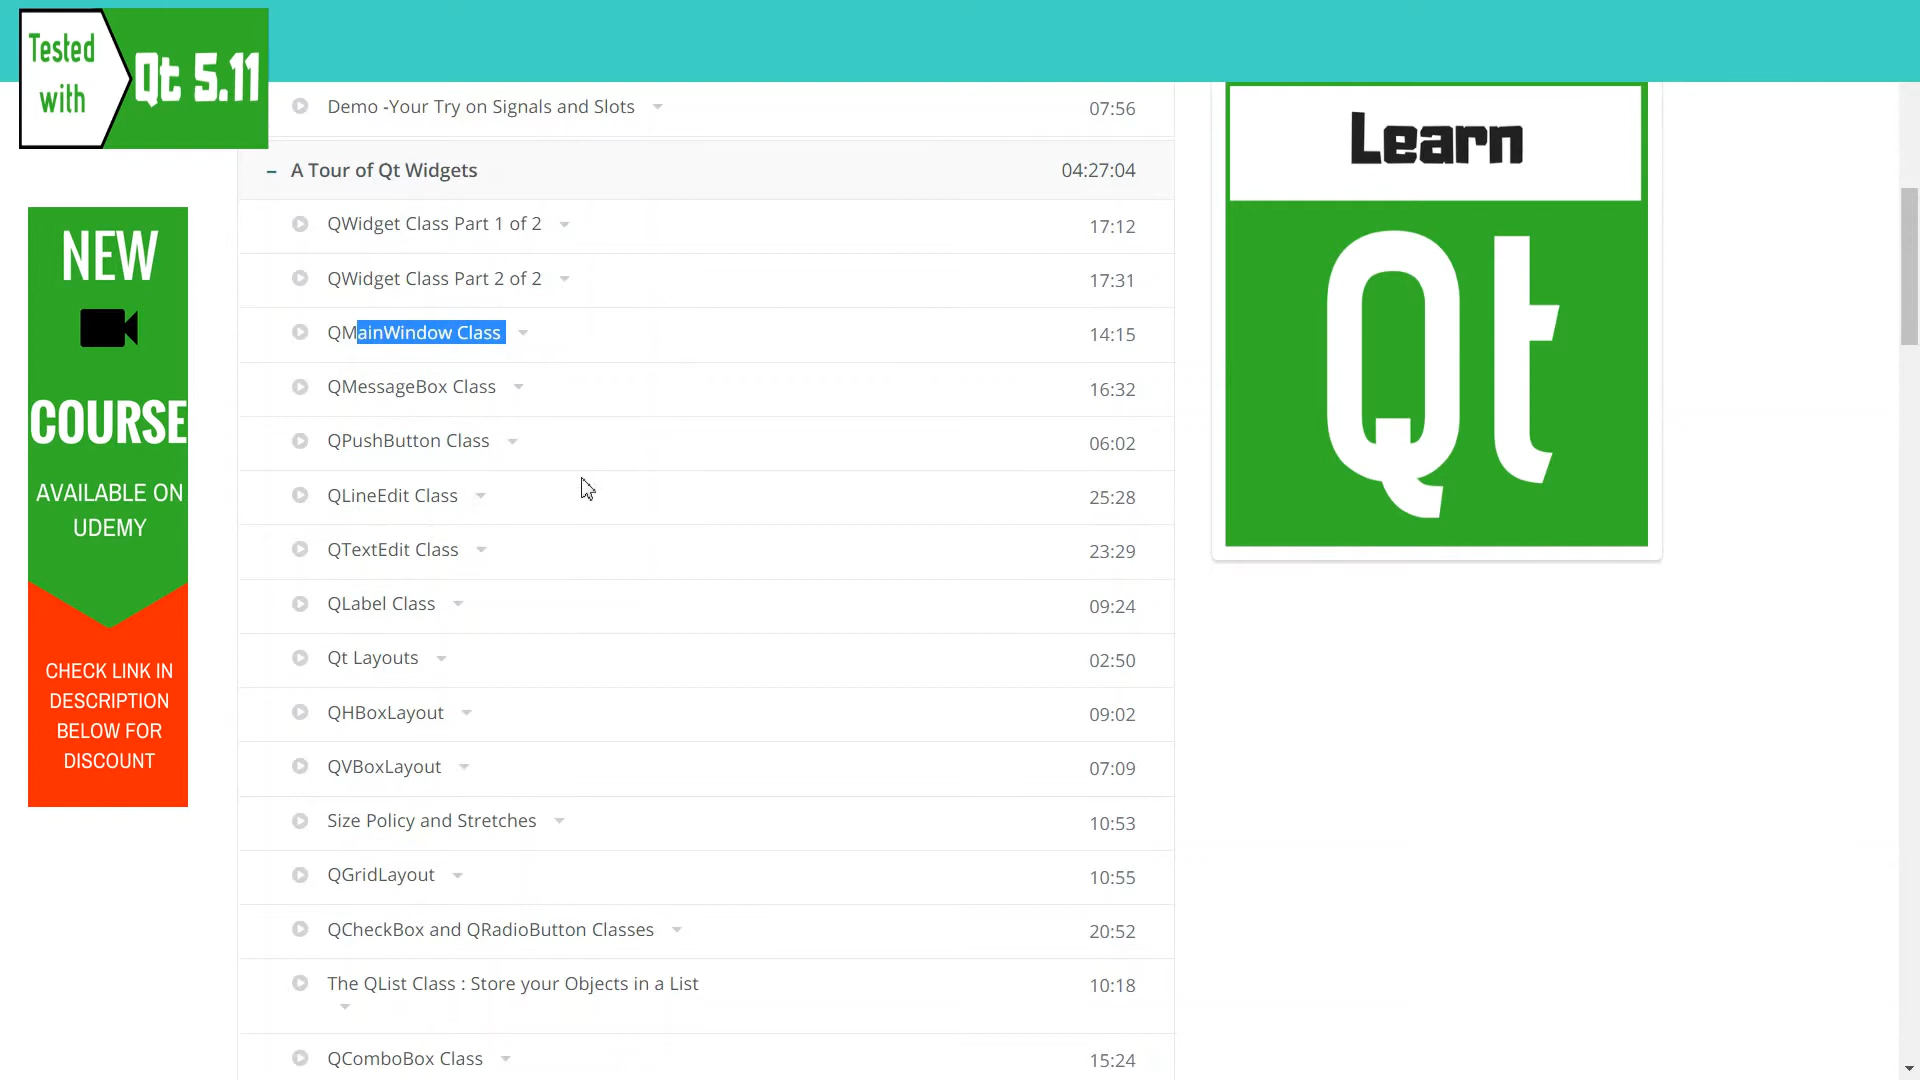 Tested
with
Qt 5.11
Demo -Your Try on Signals and Slots 07:56
– A Tour of Qt Widgets 04:27:04
QWidget Class Part 1 of 2 17:12
QWidget Class Part 2 of 2 17:31
QMainWindow Class 14:15
QMessageBox Class 16:32
QPushButton Class 06:02
QLineEdit Class 25:28
QTextEdit Class 23:29
QLabel Class 09:24
Qt Layouts 02:50
QHBoxLayout 09:02
QVBoxLayout 07:09
Size Policy and Stretches 10:53
QGridLayout 10:55
QCheckBox and QRadioButton Classes 20:52
The QList Class : Store your Objects in a List 10:18
QComboBox Class 15:24
NEW
COURSE
AVAILABLE ON
UDEMY
CHECK LINK IN
DESCRIPTION
BELOW FOR
DISCOUNT
Learn
Qt